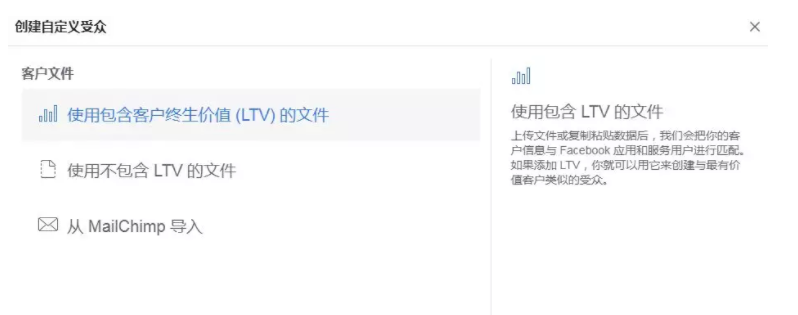 创建自定义受众
客户文件
使用包含客户终生价值 (LTV) 的文件
使用不包含 LTV 的文件
从 MailChimp 导入
使用包含 LTV 的文件
上传文件或复制粘贴数据后，我们会把你的客
户信息与 Facebook 应用和服务用户进行匹配。
如果添加 LTV，你就可以用它来创建与最有价
值客户类似的受众。